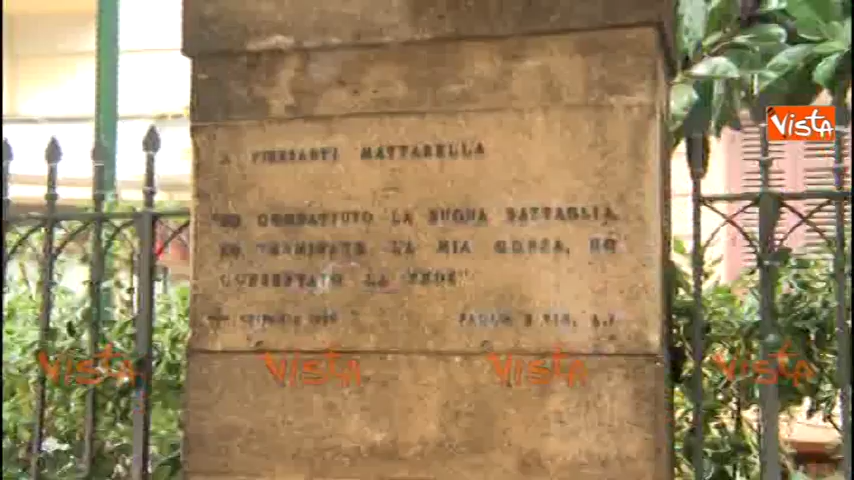 A PIERSANTI MATTARELLA
"HO COMBATTUTO LA BUONA BATTAGLIA,
HO TERMINATO LA MIA CORSA, HO
CONSERVATO LA FEDE"
PAOLO
VISTA
VISTA
VISTA
VISTA
VISTA